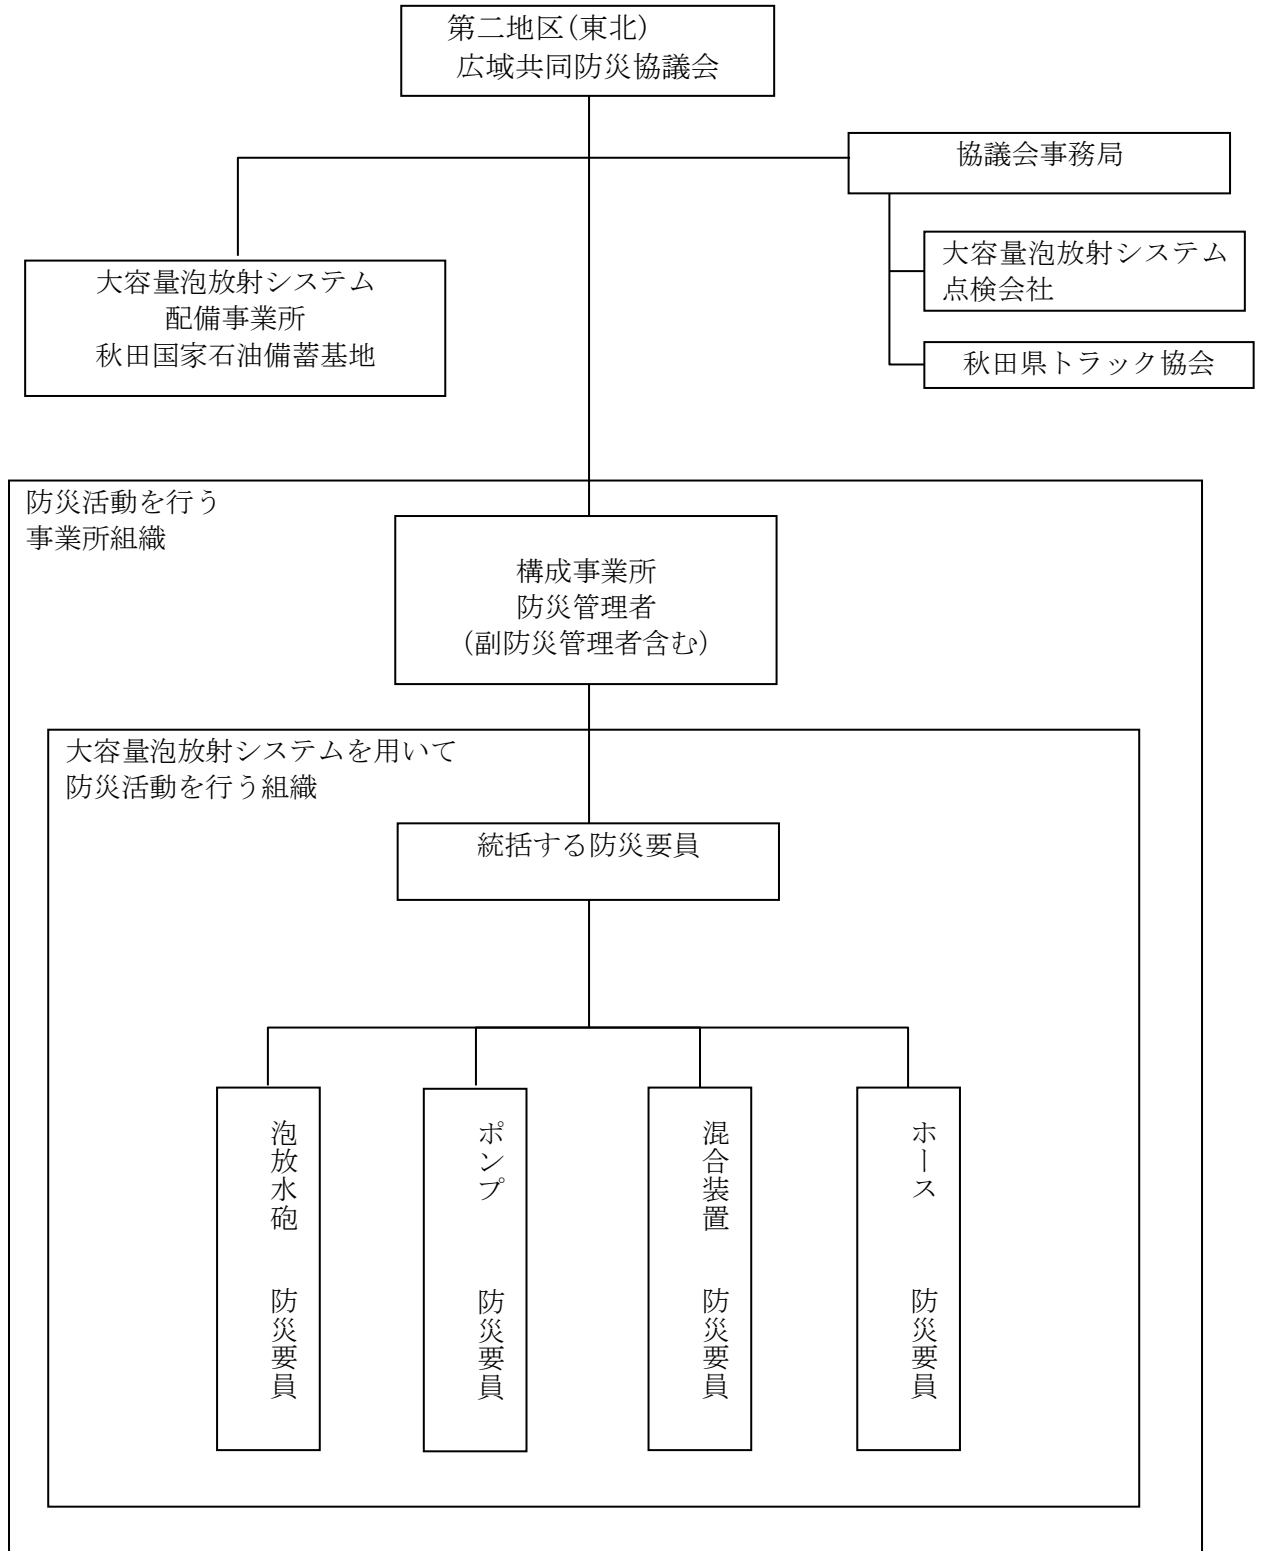 第二地区(東北)
広域共同防災協議会
協議会事務局
大容量泡放射システム
点検会社
秋田県トラック協会
大容量泡放射システム
配備事業所
秋田国家石油備蓄基地
防災活動を行う
事業所組織
構成事業所
防災管理者
(副防災管理者含む)
大容量泡放射システムを用いて
防災活動を行う組織
統括する防災要員
泡放水砲 防災要員
ポンプ 防災要員
混合装置 防災要員
ホース 防災要員